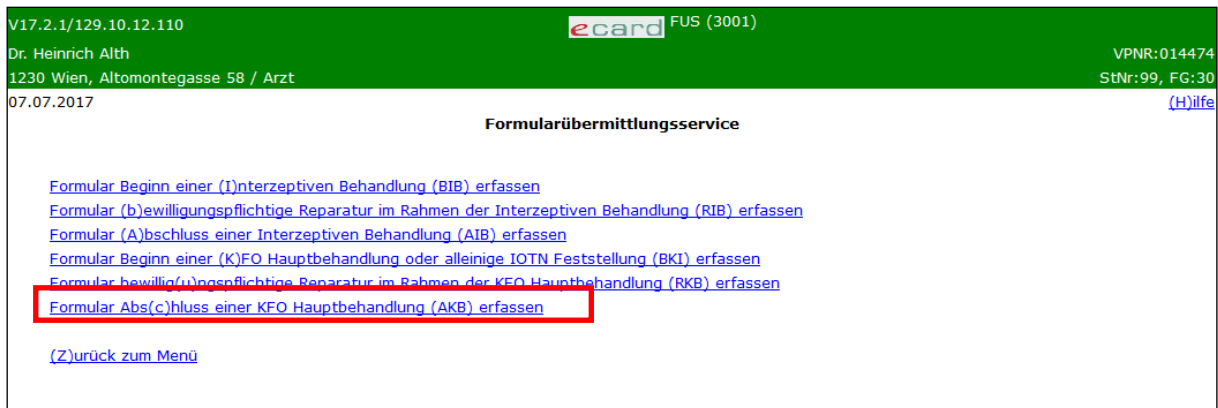 V17.2.1/129.10.12.110 ecard FUS (3001)
Dr. Heinrich Alth VPNR:014474
1230 Wien, Altomontegasse 58 / Arzt StNr:99, FG:30
07.07.2017 (H)ilfe
Formularübermittlungsservice
Formular Beginn einer (I)nterzeptiven Behandlung (BIB) erfassen
Formular (b)ewilligungspflichtige Reparatur im Rahmen der Interzeptiven Behandlung (RIB) erfassen
Formular (A)bschluss einer Interzeptiven Behandlung (AIB) erfassen
Formular Beginn einer (K)FO Hauptbehandlung oder alleinige IOTN Feststellung (BKI) erfassen
Formular bewillig(u)ngspflichtige Reparatur im Rahmen der KFO Hauptbehandlung (RKB) erfassen
Formular Abs(c)hluss einer KFO Hauptbehandlung (AKB) erfassen
(Z)urück zum Menü